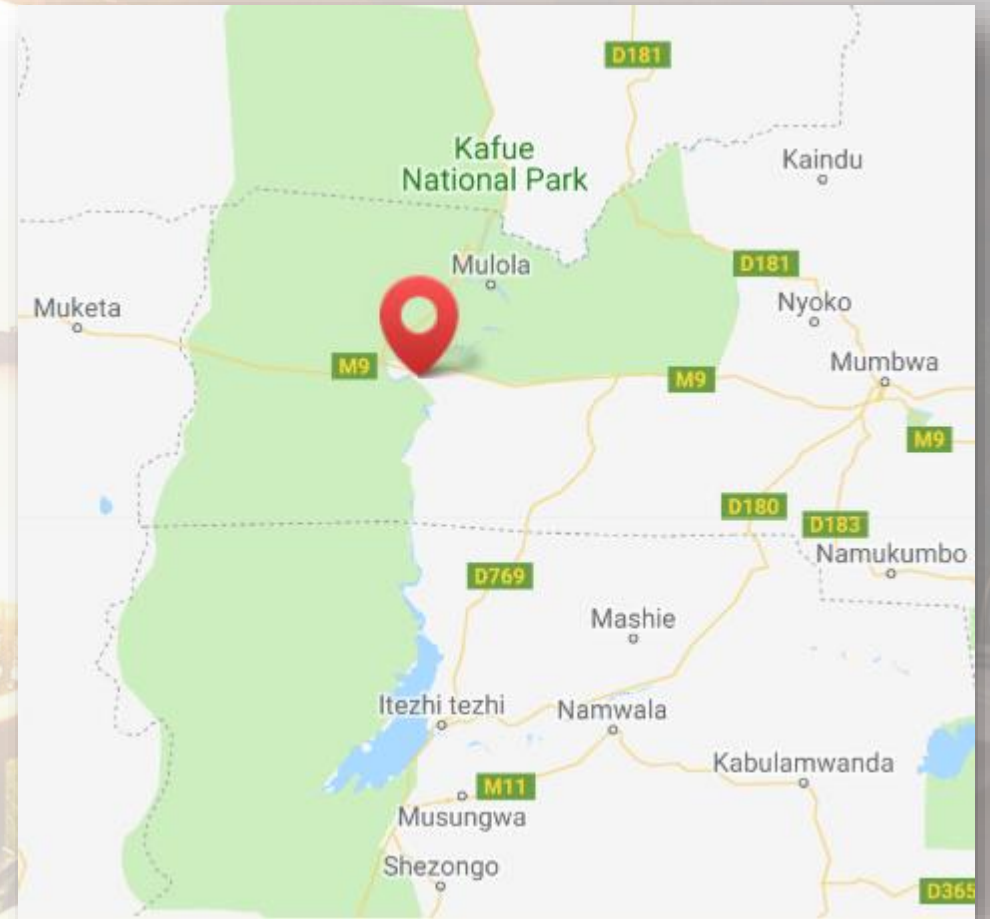 D181
Kafue
National Park
Kaindu
Mulola
D181
Muketa
Nyoko
M9
M9
Mumbwa
M9
D180
D183
Namukumbo
D769
Mashie
Itezhi tezhi
Namwala
Kabulamwanda
M11
Musungwa
Shezongo
D365